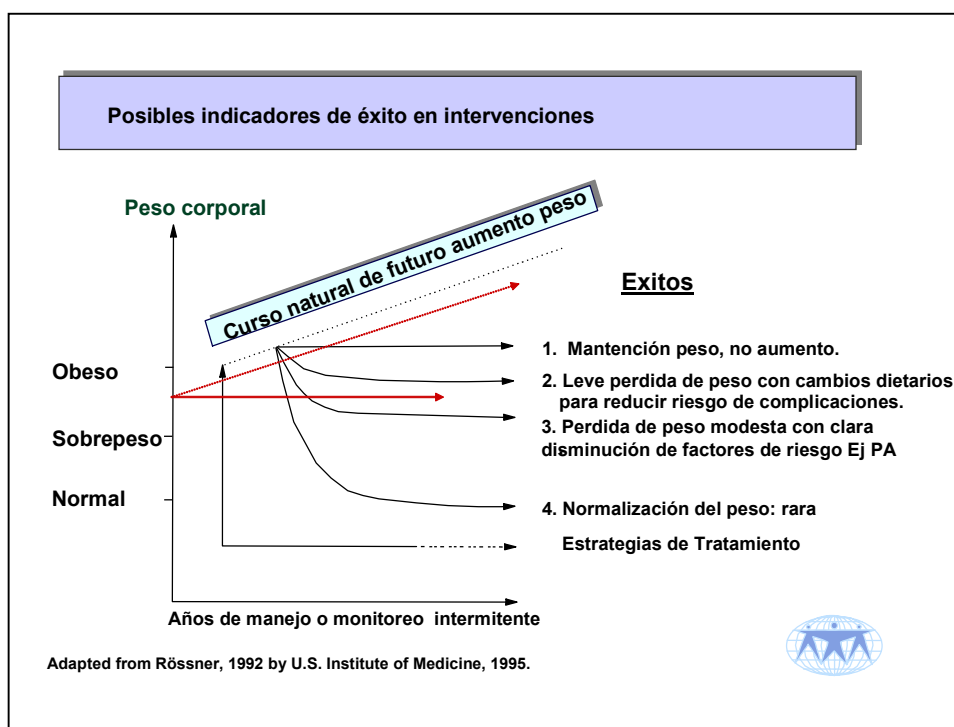 Posibles indicadores de éxito en intervenciones
Peso corporal
Curso natural de futuro aumento peso
Exitos
Obeso
Sobrepeso
Normal
1. Mantención peso, no aumento.
2. Leve perdida de peso con cambios dietarios
para reducir riesgo de complicaciones.
3. Perdida de peso modesta con clara
disminución de factores de riesgo Ej PA
4. Normalización del peso: rara
Estrategias de Tratamiento
Años de manejo o monitoreo intermitente
Adapted from Rössner, 1992 by U.S. Institute of Medicine, 1995.